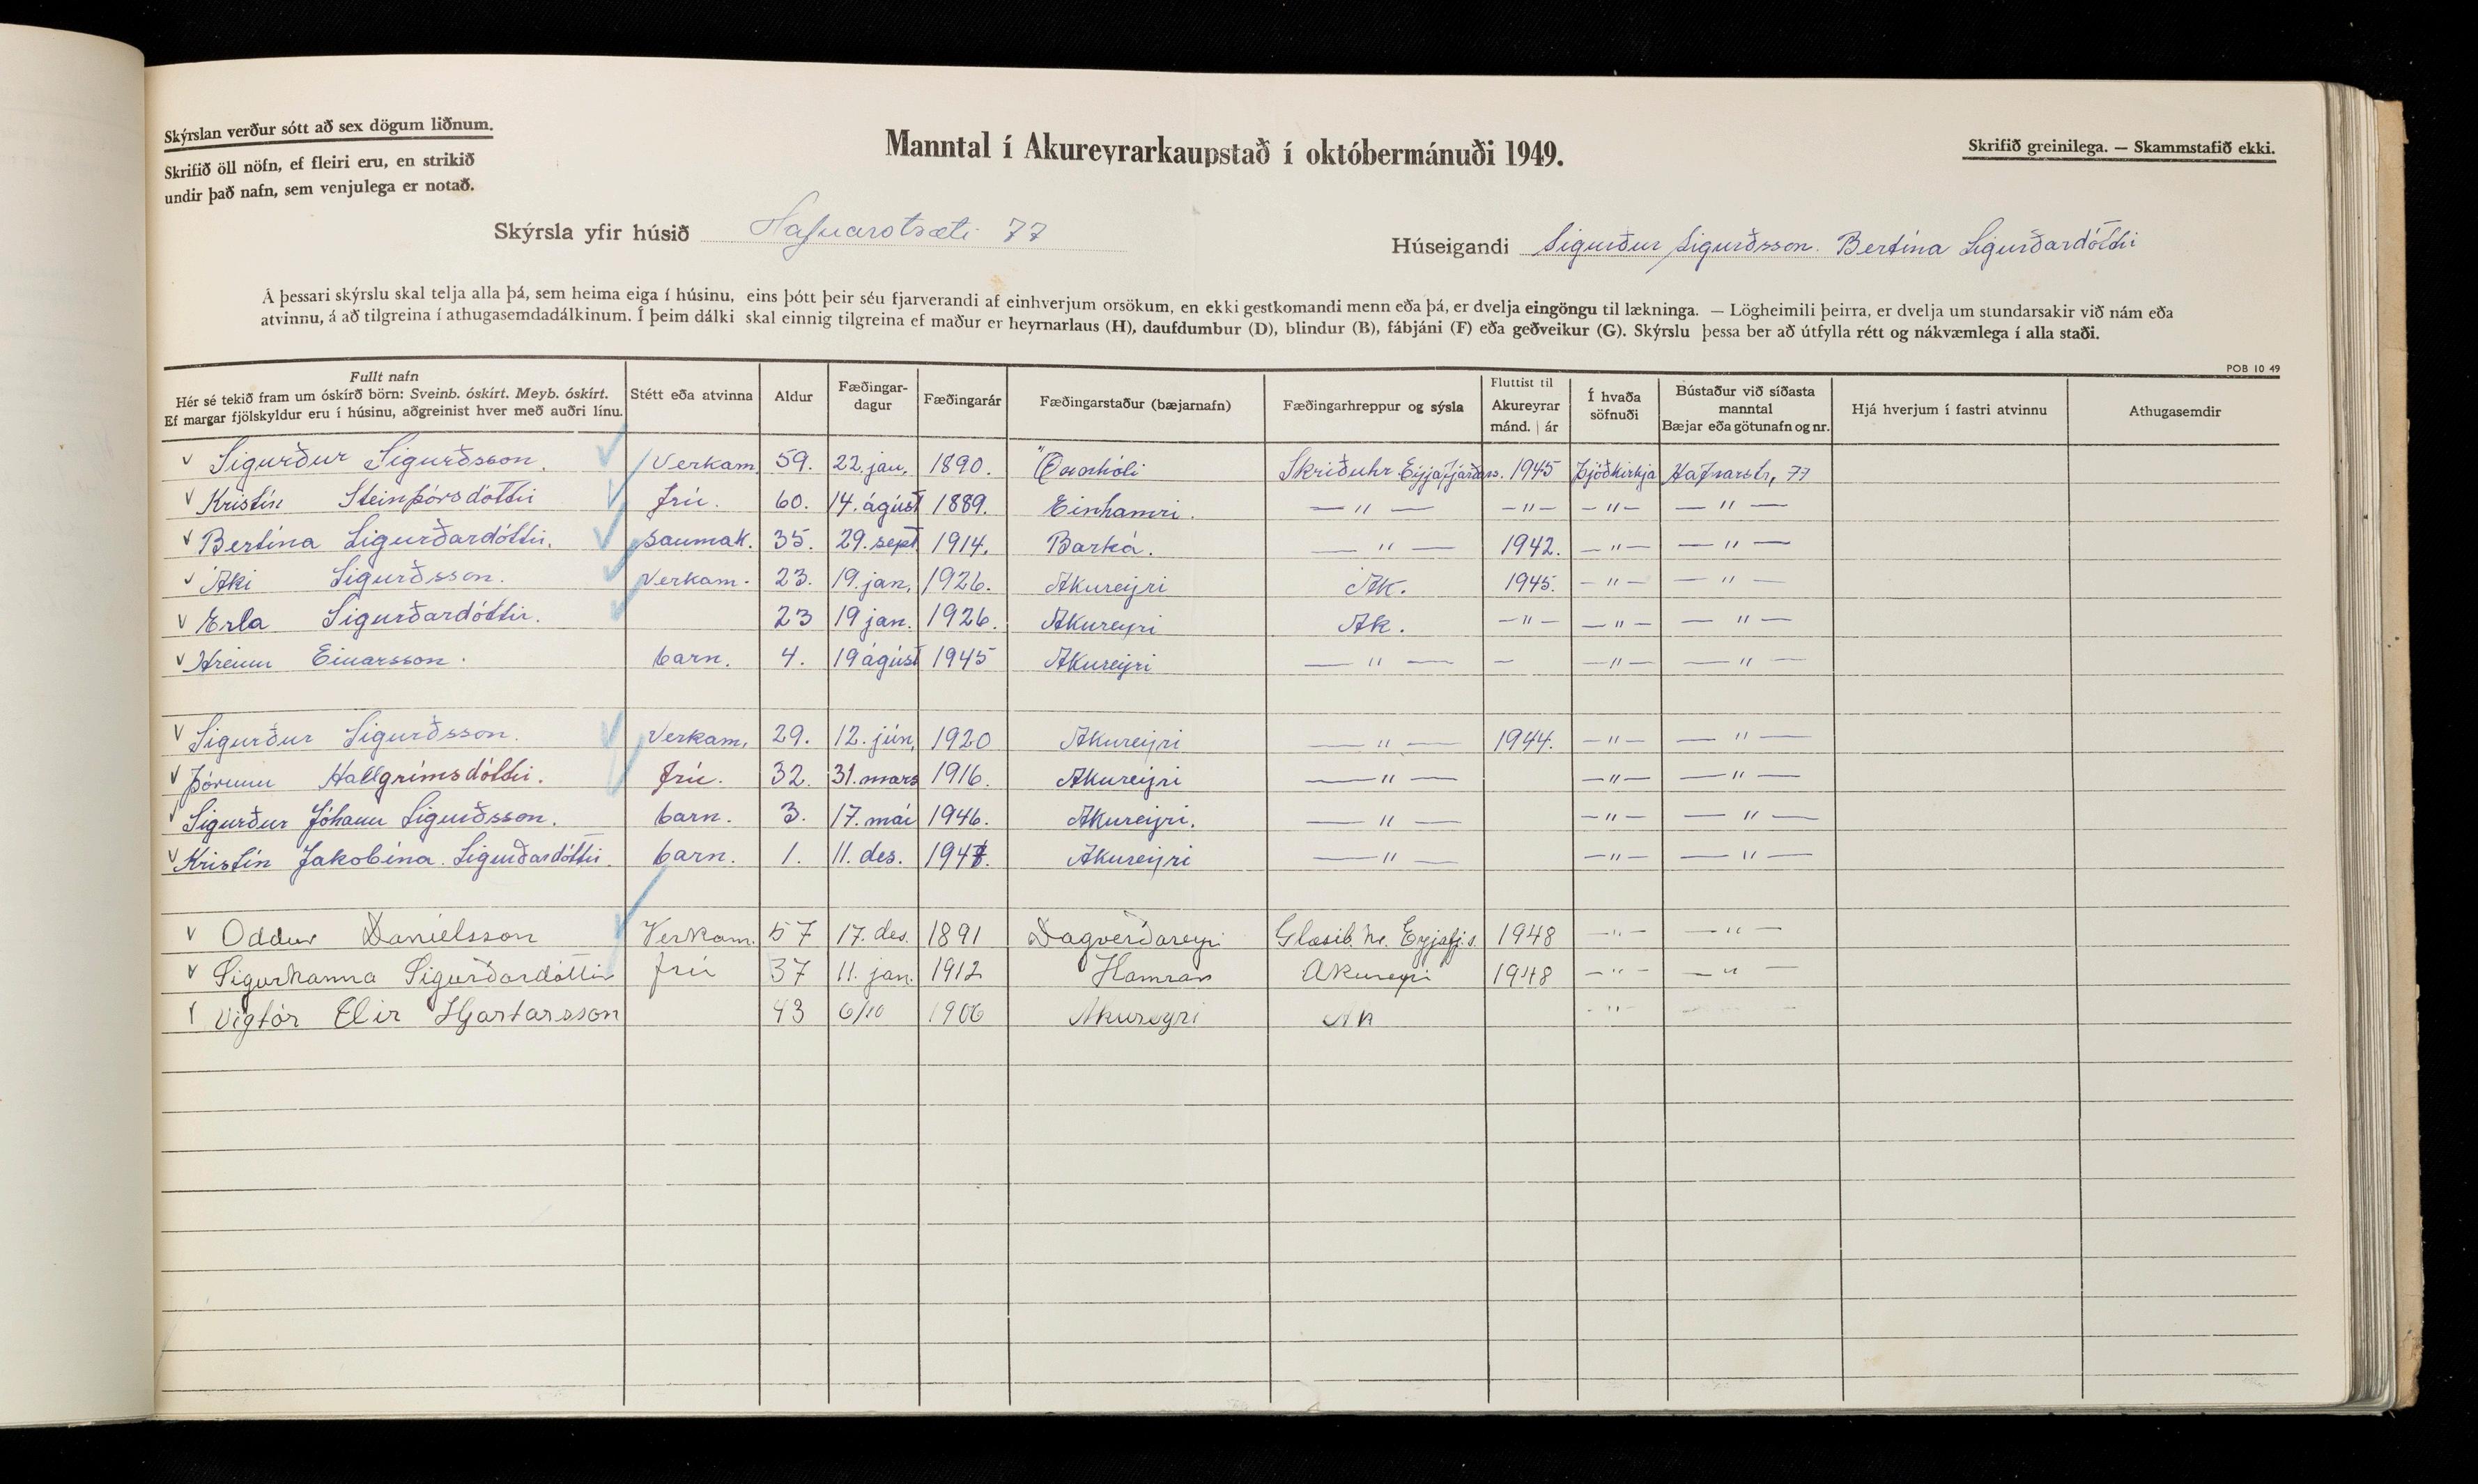 Skýrslan verður sótt að sex dögum liðnum.
Skrifið öll nöfn, ef fleiri eru, en strikið
undir það nafn, sem venjulega er notað.
Manntal í Akureyrarkaupstað í októbermánuði 1949.
Skrifið greinilega. — Skammstafið ekki.
Skýrsla yfir húsið Hafnarstræti 77
Húseigandi Sigurður Sigurðsson. Bertína Sigurðardóttir
Á þessari skýrslu skal telja alla þá, sem heima eiga í húsinu, eins þótt þeir séu fjarverandi af einhverjum orsökum, en ekki gestkomandi menn eða þá, er dvelja eingöngu til lækninga. — Lögheimili þeirra, er dvelja um stundarsakir við nám eða
atvinnu, á að tilgreina í athugasemdadálkinum. Í þeim dálki skal einnig tilgreina ef maður er heyrnarlaus (H), daufdumbur (D), blindur (B), fábjáni (F) eða geðveikur (G). Skýrslu þessa ber að útfylla rétt og nákvæmlega í alla staði.
POB 10 49
Fullt nafn
Hér sé tekið fram um óskírð börn: Sveinb. óskírt. Meyb. óskírt.
Ef margar fjölskyldur eru í húsinu, aðgreinist hver með auðri línu.
Stétt eða atvinna
Aldur
Fæðingar-
dagur
Fæðingarár
Fæðingarstaður (bæjarnafn)
Fæðingarhreppur og sýsla
Fluttist til
Akureyrar
mánd. | ár
Í hvaða
söfnuði
Bústaður við síðasta
manntal
Bæjar eða götunafn og nr.
Hjá hverjum í fastri atvinnu
Athugasemdir
v Sigurður Sigurðsson. Verkam. 59. 22. jan. 1890. Skriðuhr. Eyjafjarðars. 1945 Þjóðkirkja Hafnarstr, 77
v Kristín Steinþórsdóttir frú. 60. 14. ágúst 1889. Einhamri. — " — — " — — " — — " —
v Bertína Sigurðardóttir. Saumak. 35. 29. sept 1914. Barká. — " — 1942. — " — — " —
v Áki Sigurðsson. Verkam. 23. 19. jan. 1926. Akureyri Ak. 1945. — " — — " —
v Erla Sigurðardóttir. 23 19 jan. 1926. Akureyri Ak. — " — — " — — " —
v Hreinn Einarsson. barn. 4. 19 ágúst 1945 Akureyri — " — — — " — — " —
v Sigurður Sigurðsson. Verkam. 29. 12. jún. 1920 Akureyri — " — 1944. — " — — " —
v Þórunn Hallgrímsdóttir. frú. 32. 31. mars 1916. Akureyri — " — — " — — " —
v Sigurður Jóhann Sigurðsson. barn. 3. 17. maí 1946. Akureyri. — " — — " — — " —
v Kristín Jakobína Sigurðardóttir. barn. 1. 11. des. 1947. Akureyri — " — — " — — " —
v Oddur Daníelsson Verkam. 57 17. des. 1891 Dagverðareyri Glæsib. hr. Eyjafj.s. 1948 — " — — " —
v Sigurhanna Sigurðardóttir frú 37 11. jan. 1912 Hamrar Akureyri 1948 — " — — " —
v Vigfór Elir Hjartarsson 43 6/10 1906 Akureyri Ak — " — — " —